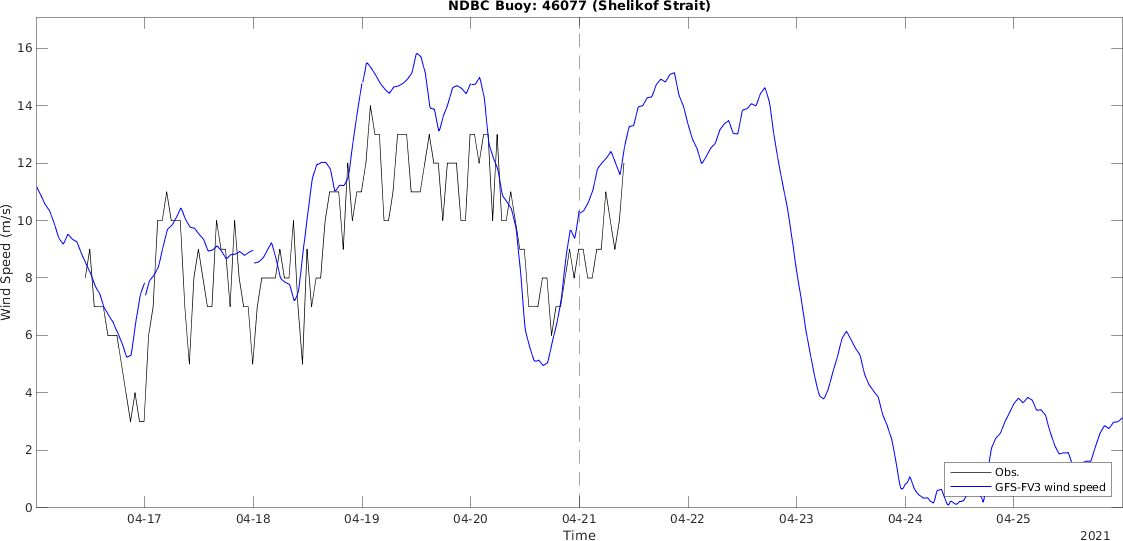 NDBC Buoy: 46077 (Shelikof Strait)
16
14
12
10
8
6
4
2
0
Wind Speed (m/s)
Obs.
GFS-FV3 wind speed
04-17 04-18 04-19 04-20 04-21 04-22 04-23 04-24 04-25
Time
2021